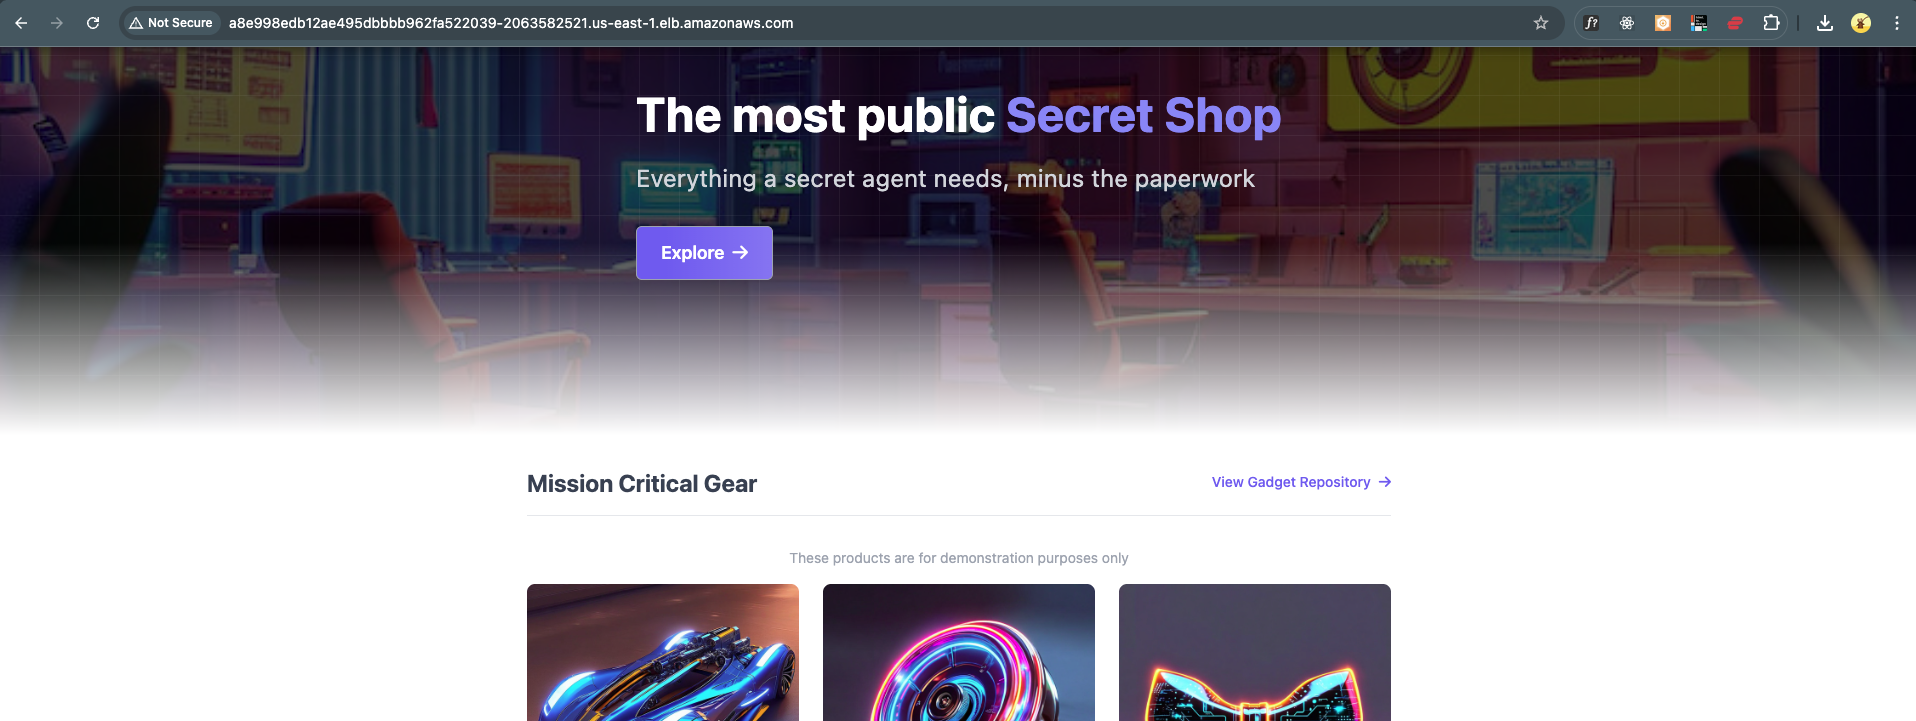 Not Secure a8e998edb12ae495dbbbb962fa522039-2063582521.us-east-1.elb.amazonaws.com
The most public Secret Shop
Everything a secret agent needs, minus the paperwork
Explore →
Mission Critical Gear
View Gadget Repository →
These products are for demonstration purposes only